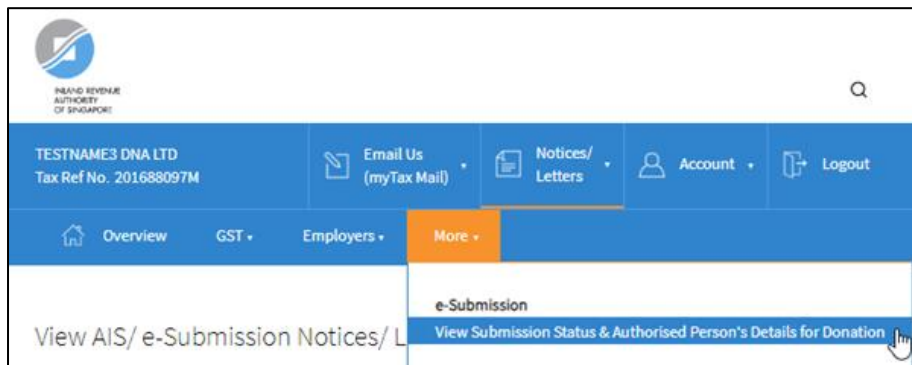 INLAND REVENUE
AUTHORITY
OF SINGAPORE
TESTNAME3 DNA LTD
Tax Ref No. 201688097M
Email Us
(myTax Mail)
Notices/
Letters
Account
Logout
Overview
GST
Employers
More
e-Submission
View Submission Status & Authorised Person's Details for Donation
View AIS/ e-Submission Notices/ L